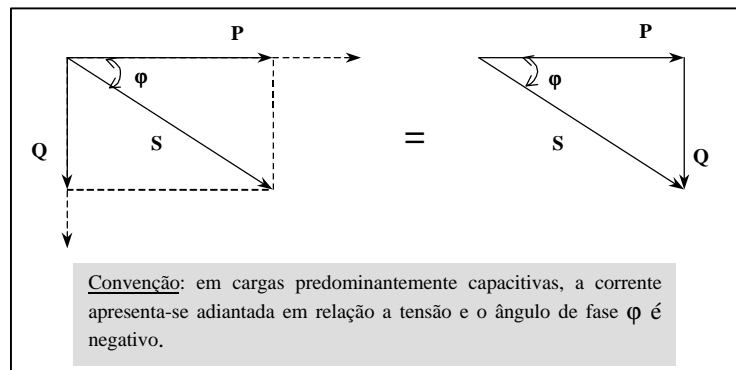 P
P
φ
φ
S
=
S
Q
Q
Convenção: em cargas predominantemente capacitivas, a corrente
apresenta-se adiantada em relação a tensão e o ângulo de fase φ é
negativo.